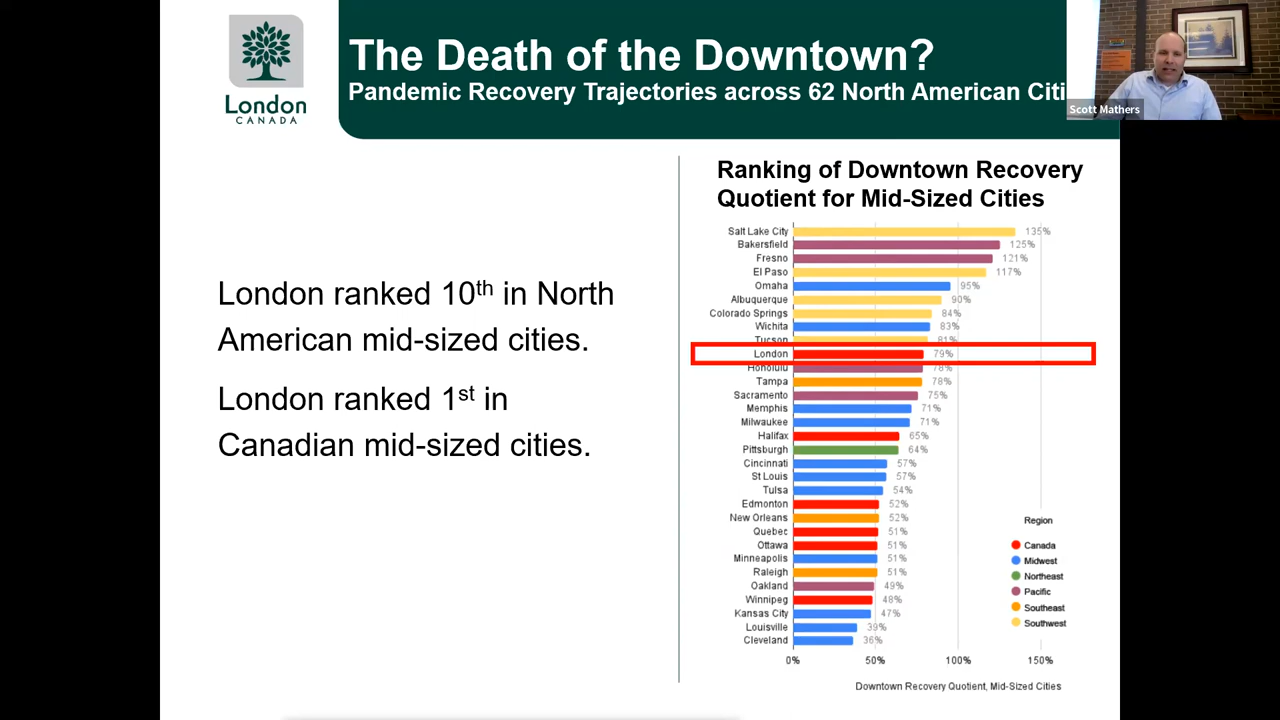 London
CANADA
The Death of the Downtown?
Pandemic Recovery Trajectories across 62 North American Citi
Scott Mathers
London ranked 10th in North
American mid-sized cities.
London ranked 1st in
Canadian mid-sized cities.
Ranking of Downtown Recovery
Quotient for Mid-Sized Cities
Salt Lake City 135%
Bakersfield 125%
Fresno 121%
El Paso 117%
Omaha 95%
Albuquerque 90%
Colorado Springs 84%
Wichita 83%
Tucson 81%
London 79%
Honolulu 78%
Tampa 78%
Sacramento 75%
Memphis 71%
Milwaukee 71%
Halifax 65%
Pittsburgh 64%
Cincinnati 57%
St Louis 57%
Tulsa 54%
Edmonton 52%
New Orleans 52%
Quebec 51%
Ottawa 51%
Minneapolis 51%
Raleigh 51%
Oakland 49%
Winnipeg 48%
Kansas City 47%
Louisville 39%
Cleveland 36%
0% 50% 100% 150%
Downtown Recovery Quotient, Mid-Sized Cities
Region
Canada
Midwest
Northeast
Pacific
Southeast
Southwest